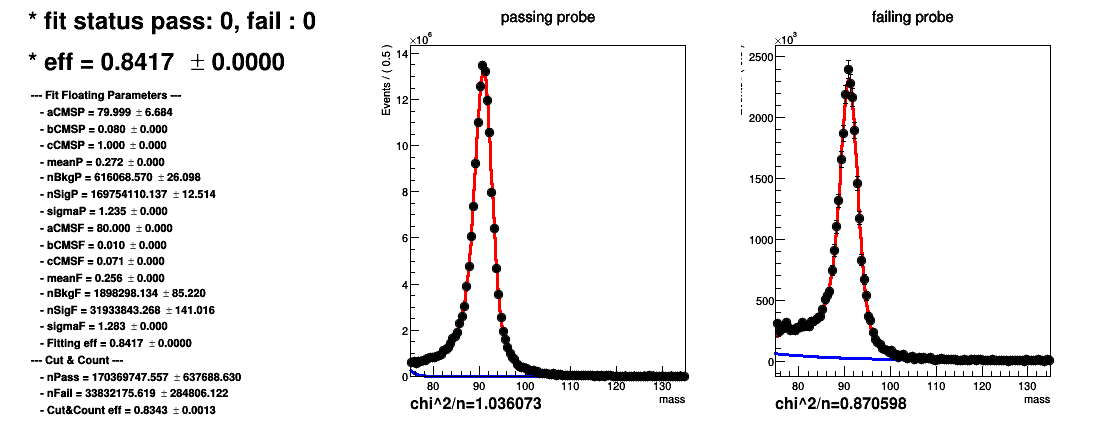 * fit status pass: 0, fail : 0
* eff = 0.8417 ± 0.0000
--- Fit Floating Parameters ---
- aCMSP = 79.999 ± 6.684
- bCMSP = 0.080 ± 0.000
- cCMSP = 1.000 ± 0.000
- meanP = 0.272 ± 0.000
- nBkgP = 616068.570 ± 26.098
- nSigP = 169754110.137 ± 12.514
- sigmaP = 1.235 ± 0.000
- aCMSF = 80.000 ± 0.000
- bCMSF = 0.010 ± 0.000
- cCMSF = 0.071 ± 0.000
- meanF = 0.256 ± 0.000
- nBkgF = 1898298.134 ± 85.220
- nSigF = 31933843.268 ± 141.016
- sigmaF = 1.283 ± 0.000
- Fitting eff = 0.8417 ± 0.0000
--- Cut & Count ---
- nPass = 170369747.557 ± 637688.630
- nFail = 33832175.619 ± 284806.122
- Cut&Count eff = 0.8343 ± 0.0013
passing probe
×10⁶
Events / ( 0.5 )
14
12
10
8
6
4
2
0
80 90 100 110 120 130
mass
chi^2/n=1.036073
failing probe
×10³
2500
2000
1500
1000
500
0
80 90 100 110 120 130
mass
chi^2/n=0.870598